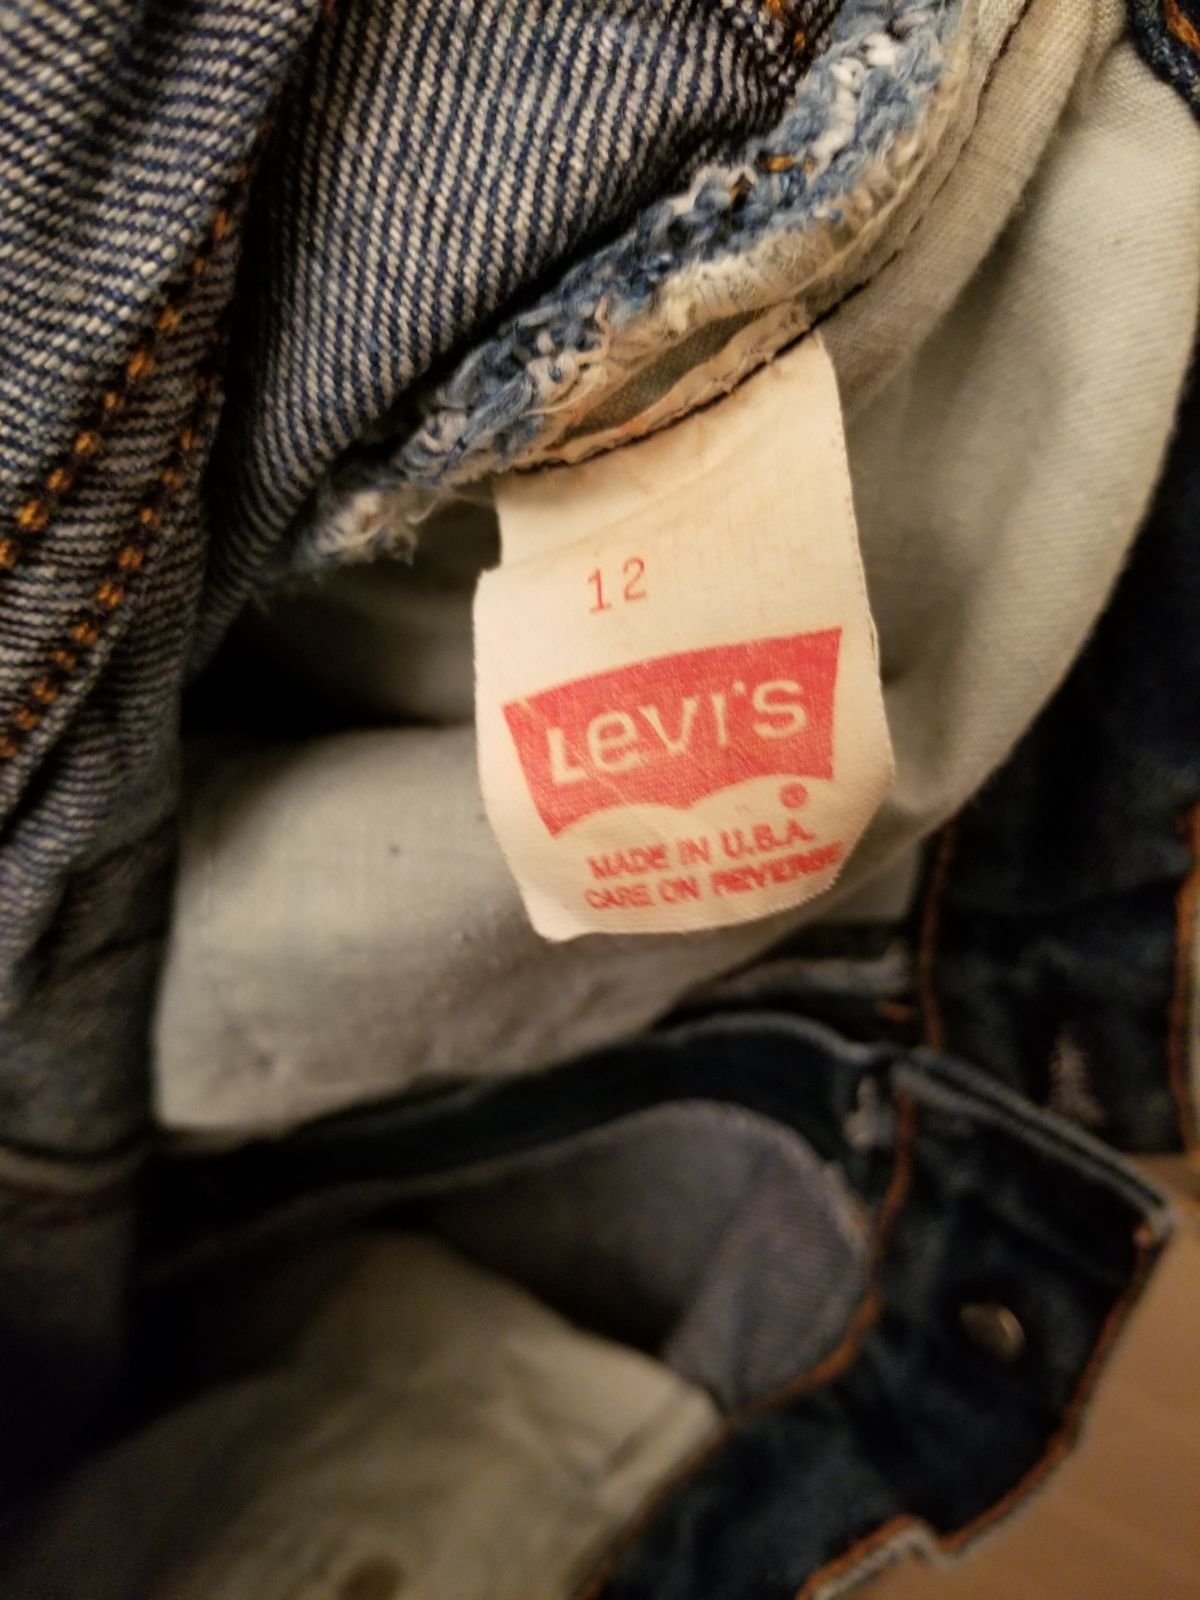 12
LEVI'S
®
MADE IN U.S.A.
CARE ON REVERSE